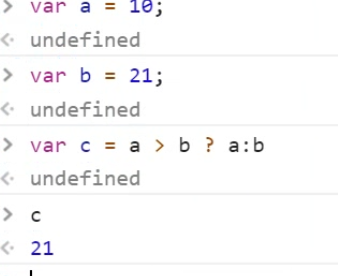 > var a = 10;
<· undefined
> var b = 21;
<· undefined
> var c = a > b ? a:b
<· undefined
> c
<· 21